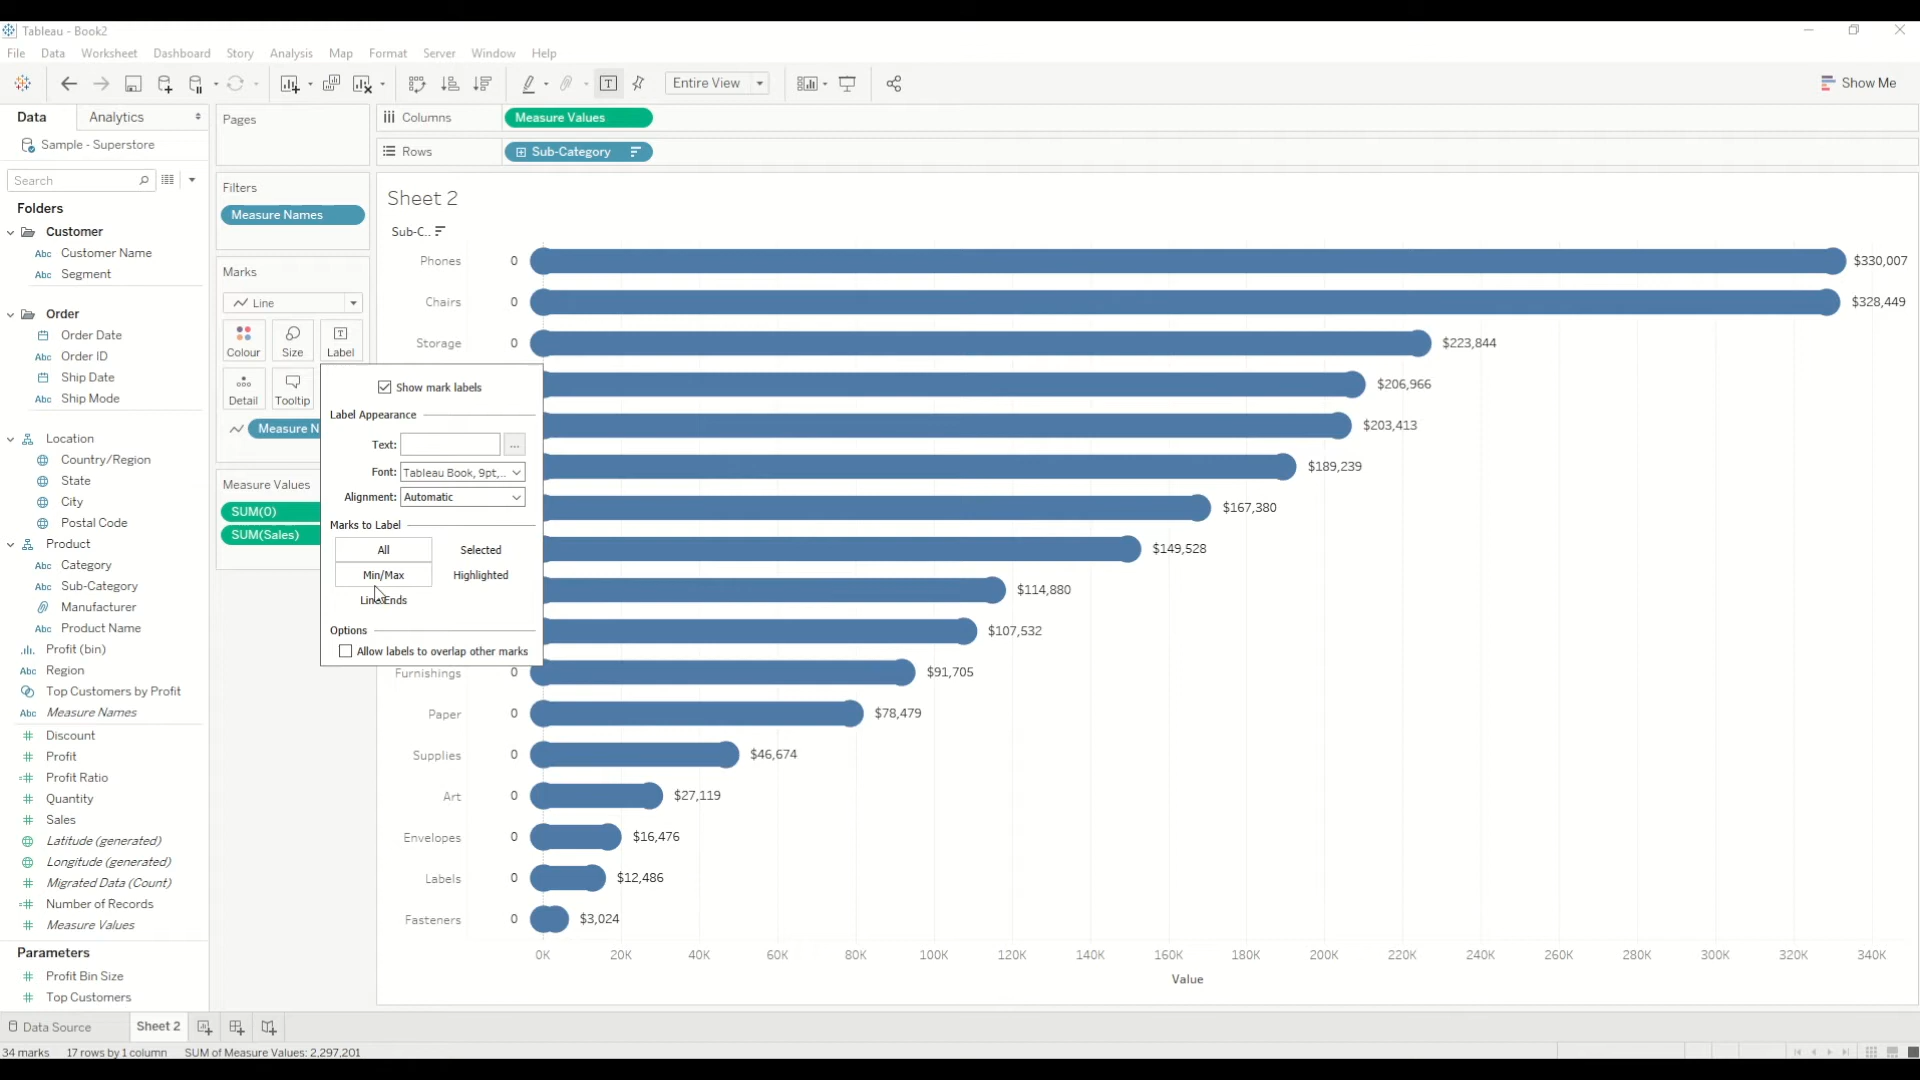 Tableau - Book2
File Data Worksheet Dashboard Story Analysis Map Format Server Window Help
Entire View
Show Me
Data Analytics
Sample - Superstore
Search
Folders
Customer
Abc Customer Name
Abc Segment
Order
Order Date
Abc Order ID
Ship Date
Abc Ship Mode
Location
Country/Region
State
City
Postal Code
Product
Abc Category
Abc Sub-Category
Manufacturer
Abc Product Name
Profit (bin)
Abc Region
Top Customers by Profit
Abc Measure Names
# Discount
# Profit
=# Profit Ratio
# Quantity
# Sales
Latitude (generated)
Longitude (generated)
# Migrated Data (Count)
=# Number of Records
# Measure Values
Parameters
# Profit Bin Size
# Top Customers
Pages
Filters
Measure Names
Marks
Line
Colour Size Label
Detail Tooltip
Measure N
Measure Values
SUM(0)
SUM(Sales)
Show mark labels
Label Appearance
Text: ...
Font: Tableau Book, 9pt,...
Alignment: Automatic
Marks to Label
All Selected
Min/Max Highlighted
Line Ends
Options
Allow labels to overlap other marks
Columns Measure Values
Rows Sub-Category
Sheet 2
Sub-C..
Phones 0 $330,007
Chairs 0 $328,449
Storage 0 $223,844
$206,966
$203,413
$189,239
$167,380
$149,528
$114,880
$107,532
Furnishings 0 $91,705
Paper 0 $78,479
Supplies 0 $46,674
Art 0 $27,119
Envelopes 0 $16,476
Labels 0 $12,486
Fasteners 0 $3,024
0K 20K 40K 60K 80K 100K 120K 140K 160K 180K 200K 220K 240K 260K 280K 300K 320K 340K
Value
Data Source Sheet 2
34 marks 17 rows by 1 column SUM of Measure Values: 2,297,201